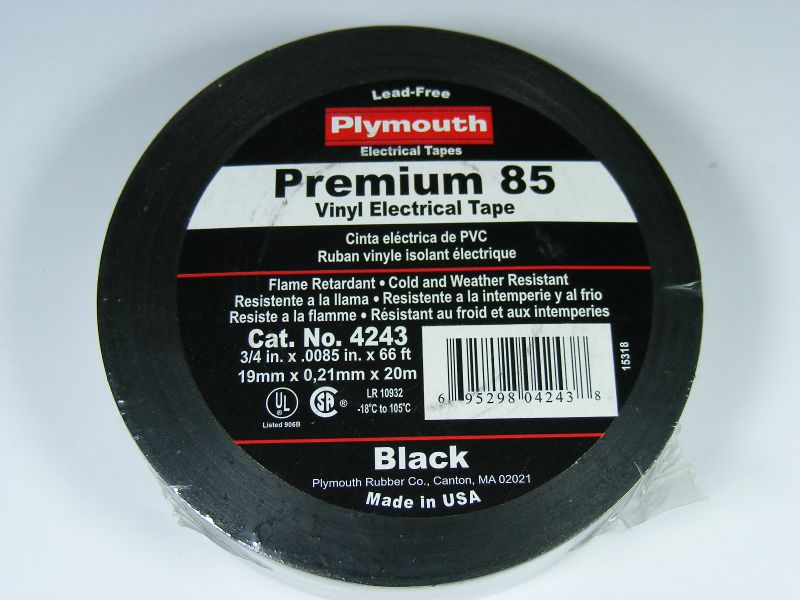 Lead-Free
Plymouth
Electrical Tapes
Premium 85
Vinyl Electrical Tape
Cinta eléctrica de PVC
Ruban vinyle isolant électrique
Flame Retardant • Cold and Weather Resistant
Resistente a la llama • Resistente a la intemperie y al frio
Resiste a la flamme • Résistant au froid et aux intemperies
Cat. No. 4243
3/4 in. x .0085 in. x 66 ft
19mm x 0,21mm x 20m
UL
Listed 906B
SA ®
LR 10932
-18°C to 105°C
6 95298 04243 8
15318
Black
Plymouth Rubber Co., Canton, MA 02021
Made in USA